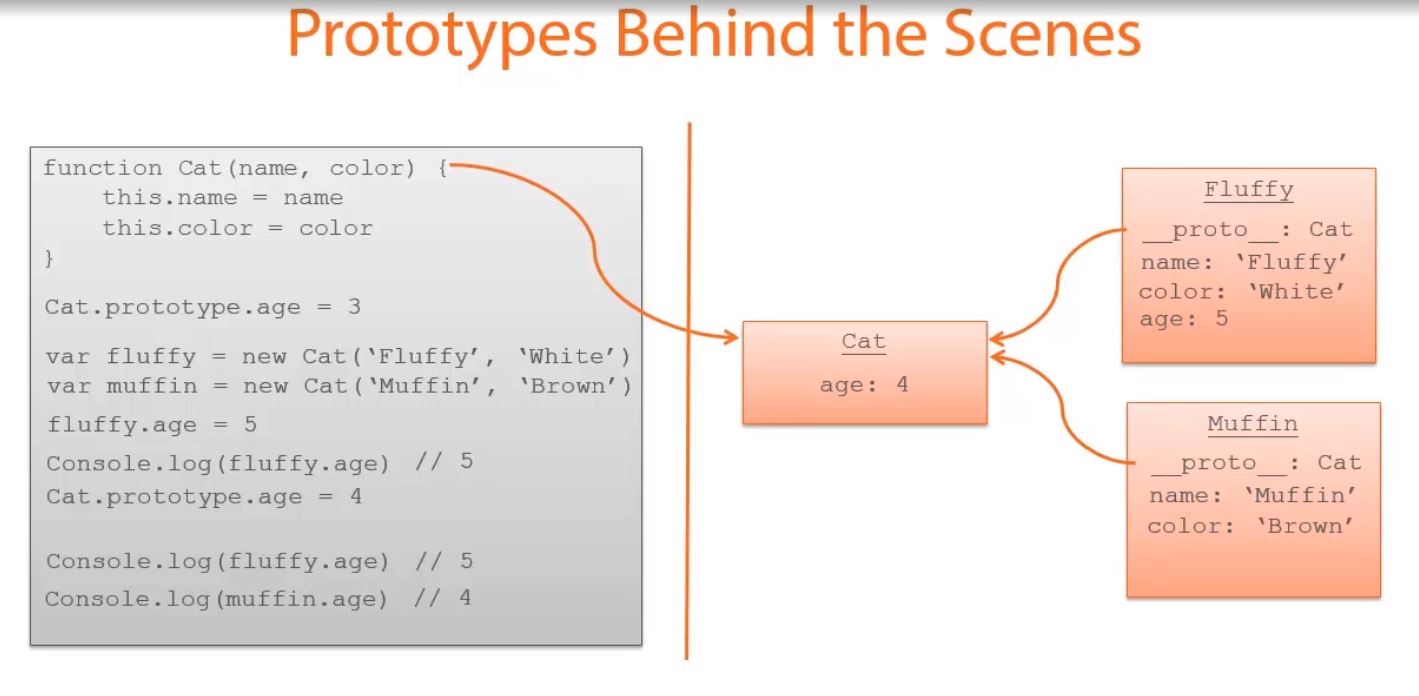 Prototypes Behind the Scenes
function Cat(name, color) {
    this.name = name
    this.color = color
}
Cat.prototype.age = 3
var fluffy = new Cat(‛Fluffy’, ‛White’)
var muffin = new Cat(‛Muffin’, ‛Brown’)
fluffy.age = 5
Console.log(fluffy.age) // 5
Cat.prototype.age = 4
Console.log(fluffy.age) // 5
Console.log(muffin.age) // 4
Cat
age: 4
Fluffy
__proto__: Cat
name: ‛Fluffy’
color: ‛White’
age: 5
Muffin
__proto__: Cat
name: ‛Muffin’
color: ‛Brown’